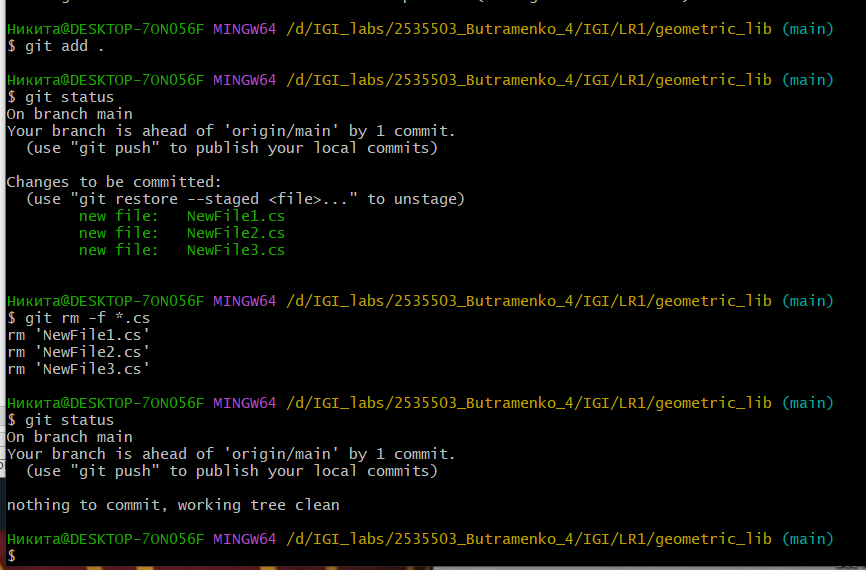 Никита@DESKTOP-7ON056F MINGW64 /d/IGI_labs/2535503_Butramenko_4/IGI/LR1/geometric_lib (main)
$ git add .
Никита@DESKTOP-7ON056F MINGW64 /d/IGI_labs/2535503_Butramenko_4/IGI/LR1/geometric_lib (main)
$ git status
On branch main
Your branch is ahead of 'origin/main' by 1 commit.
  (use "git push" to publish your local commits)
Changes to be committed:
  (use "git restore --staged <file>..." to unstage)
        new file:   NewFile1.cs
        new file:   NewFile2.cs
        new file:   NewFile3.cs
Никита@DESKTOP-7ON056F MINGW64 /d/IGI_labs/2535503_Butramenko_4/IGI/LR1/geometric_lib (main)
$ git rm -f *.cs
rm 'NewFile1.cs'
rm 'NewFile2.cs'
rm 'NewFile3.cs'
Никита@DESKTOP-7ON056F MINGW64 /d/IGI_labs/2535503_Butramenko_4/IGI/LR1/geometric_lib (main)
$ git status
On branch main
Your branch is ahead of 'origin/main' by 1 commit.
  (use "git push" to publish your local commits)
nothing to commit, working tree clean
Никита@DESKTOP-7ON056F MINGW64 /d/IGI_labs/2535503_Butramenko_4/IGI/LR1/geometric_lib (main)
$